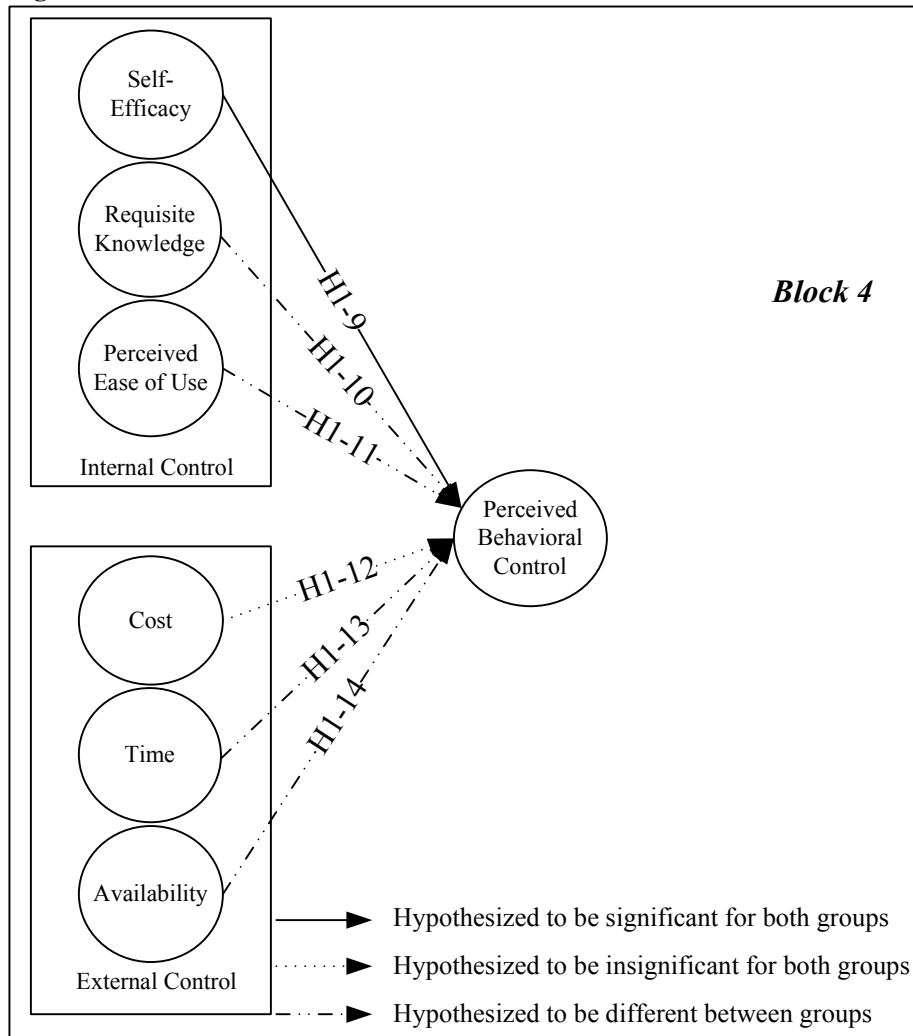 Self-
Efficacy
Requisite
Knowledge
Perceived
Ease of Use
Internal Control
H1-9
H1-10
H1-11
Block 4
Perceived
Behavioral
Control
Cost
Time
Availability
External Control
H1-12
H1-13
H1-14
Hypothesized to be significant for both groups
Hypothesized to be insignificant for both groups
Hypothesized to be different between groups